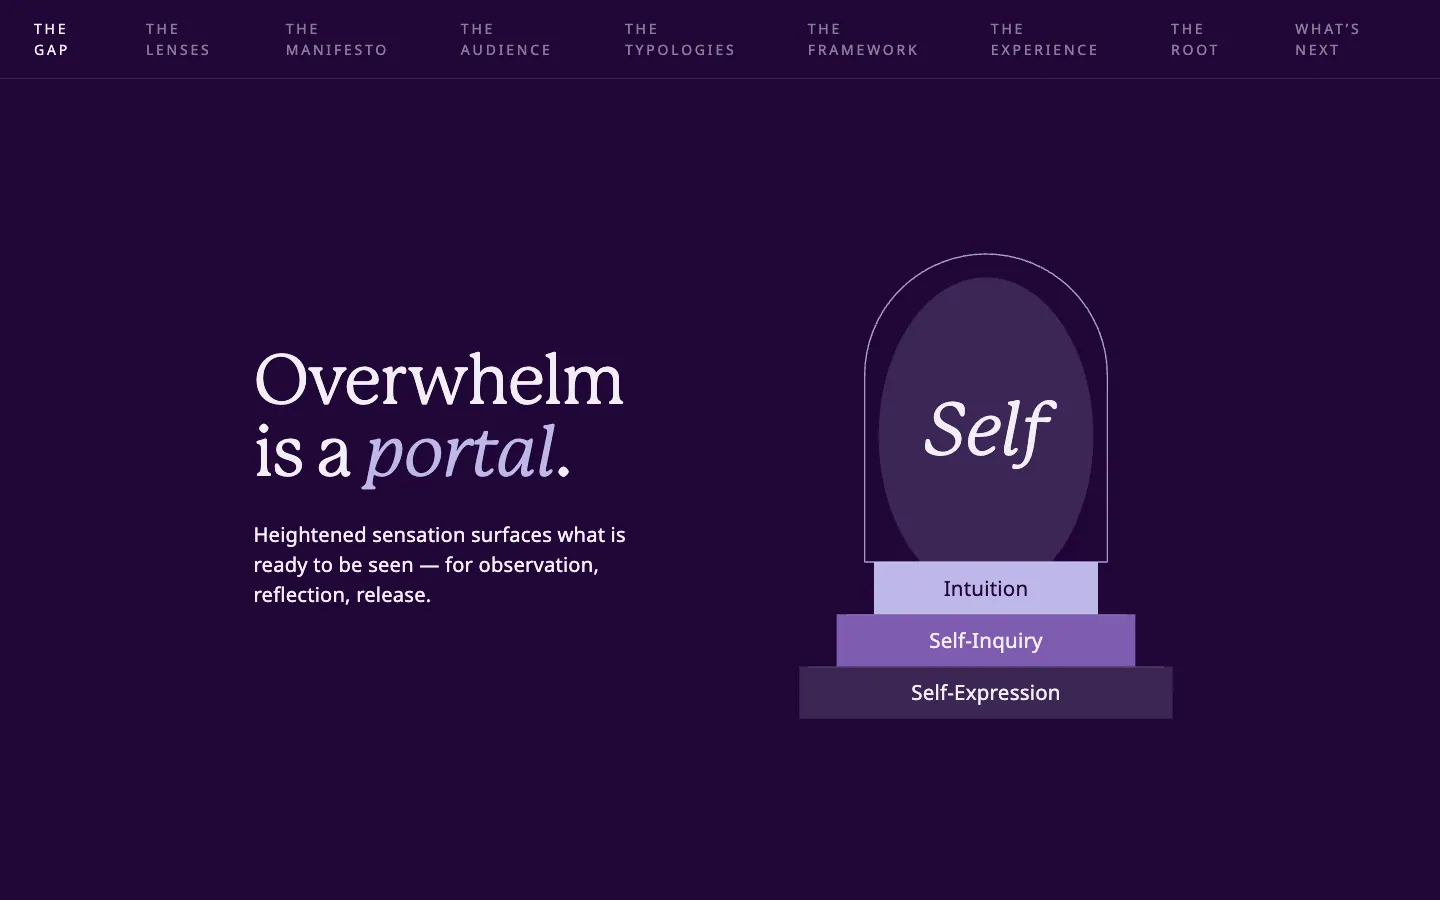 THE
GAP
THE
LENSES
THE
MANIFESTO
THE
AUDIENCE
THE
TYPOLOGIES
THE
FRAMEWORK
THE
EXPERIENCE
THE
ROOT
WHAT’S
NEXT
Overwhelm
is a portal.
Heightened sensation surfaces what is
ready to be seen — for observation,
reflection, release.
Self
Intuition
Self-Inquiry
Self-Expression